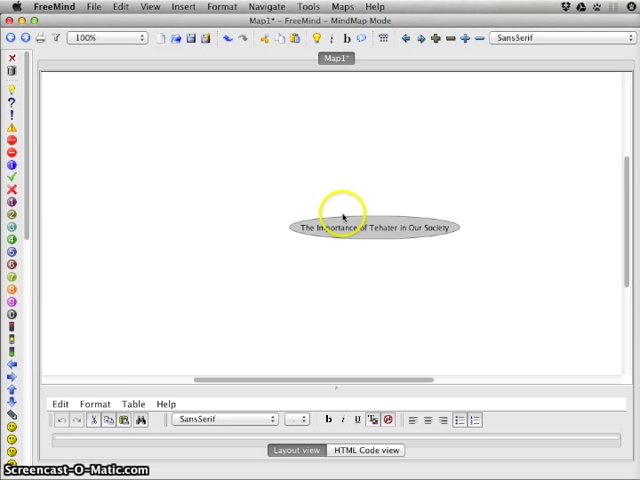 FreeMind File Edit View Insert Format Navigate Tools Maps Help
Map1* – FreeMind – MindMap Mode
100% SansSerif
Map1*
The Importance of Tehater in Our Society
Edit Format Table Help
SansSerif .. b i U
Layout view HTML Code view
Screencast-O-Matic.com